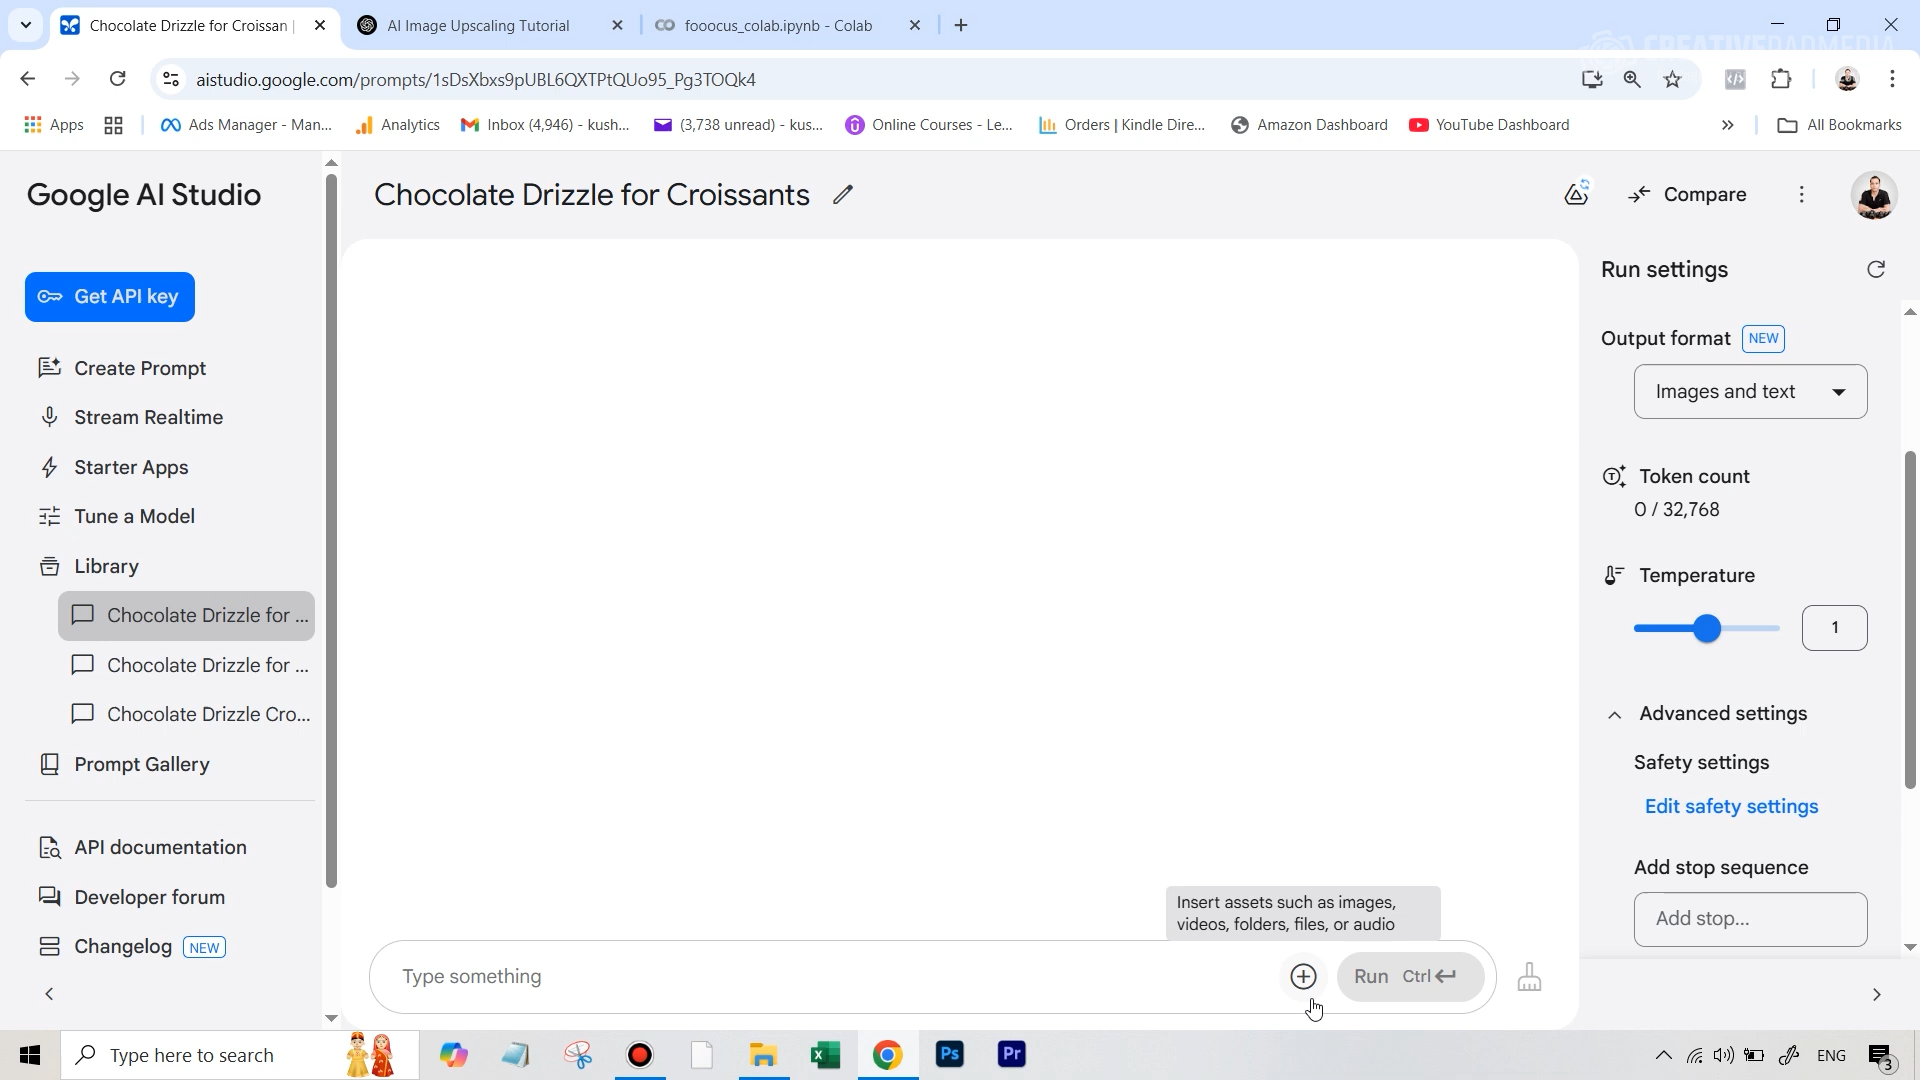 Chocolate Drizzle for Croissan
AI Image Upscaling Tutorial
fooocus_colab.ipynb - Colab
CREATIVEDADMEDIA
aistudio.google.com/prompts/1sDsXbxs9pUBL6QXTPtQUo95_Pg3TOQk4
Apps
Ads Manager - Man...
Analytics
Inbox (4,946) - kush...
(3,738 unread) - kus...
Online Courses - Le...
Orders | Kindle Dire...
Amazon Dashboard
YouTube Dashboard
All Bookmarks
Google AI Studio
Chocolate Drizzle for Croissants
Compare
Get API key
Run settings
Create Prompt
Output format NEW
Stream Realtime
Images and text
Starter Apps
Token count
Tune a Model
0 / 32,768
Library
Temperature
Chocolate Drizzle for ...
1
Chocolate Drizzle for ...
Chocolate Drizzle Cro...
Advanced settings
Prompt Gallery
Safety settings
Edit safety settings
API documentation
Add stop sequence
Developer forum
Insert assets such as images,
videos, folders, files, or audio
Add stop...
Changelog NEW
Type something
Run Ctrl
Type here to search
Ps
Pr
ENG
3